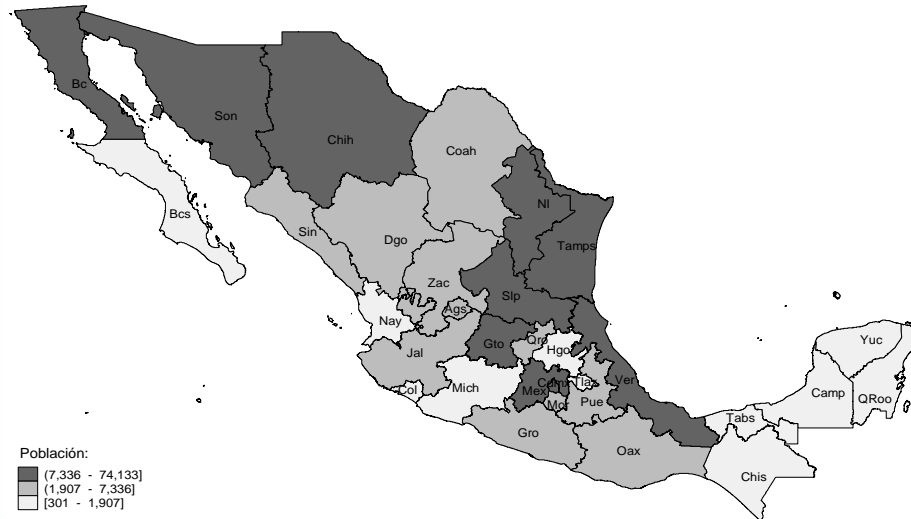 Bc
Son
Chih
Coah
Bcs
Sin
Dgo
Nl
Tamps
Zac
Slp
Nay
Ags
Jal
Gto
Qro
Hgo
Col
Mich
Mex
Cdmx
Tlax
Mor
Pue
Ver
Gro
Oax
Tabs
Chis
Camp
Yuc
QRoo
Población:
(7,336 - 74,133]
(1,907 - 7,336]
[301 - 1,907]